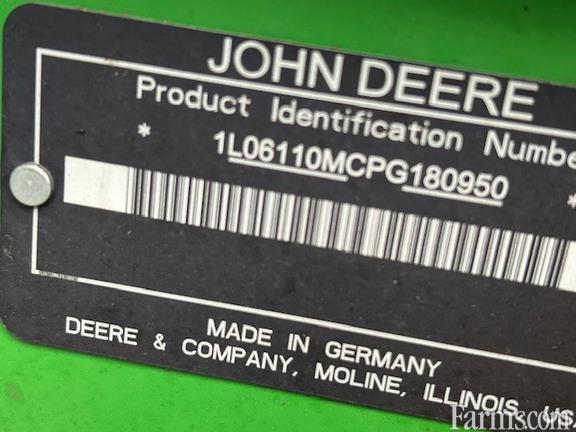 JOHN DEERE
Product Identification Numbe
* 1L06110MCPG180950 *
MADE IN GERMANY
DEERE & COMPANY, MOLINE, ILLINOIS,
Farms.com